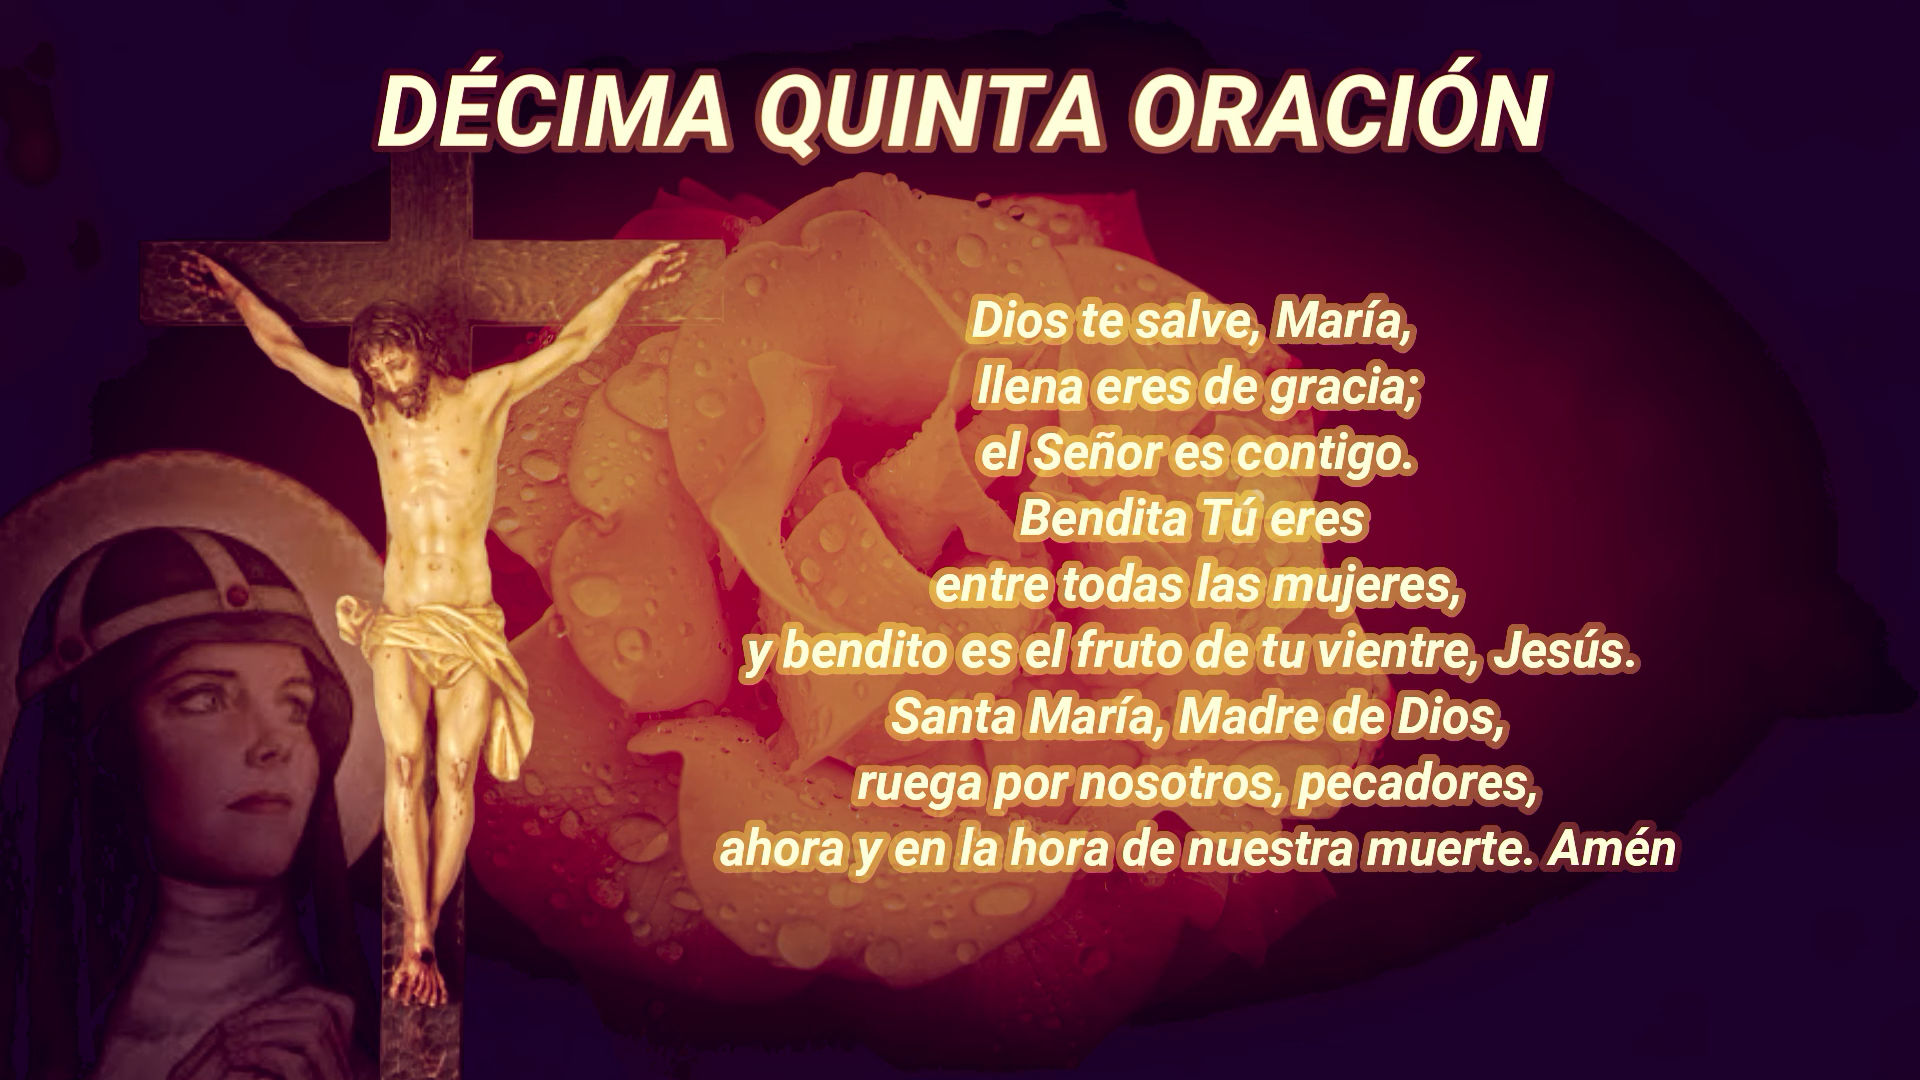 DÉCIMA QUINTA ORACIÓN
Dios te salve, María,
llena eres de gracia;
el Señor es contigo.
Bendita Tú eres
entre todas las mujeres,
y bendito es el fruto de tu vientre, Jesús.
Santa María, Madre de Dios,
ruega por nosotros, pecadores,
ahora y en la hora de nuestra muerte. Amén